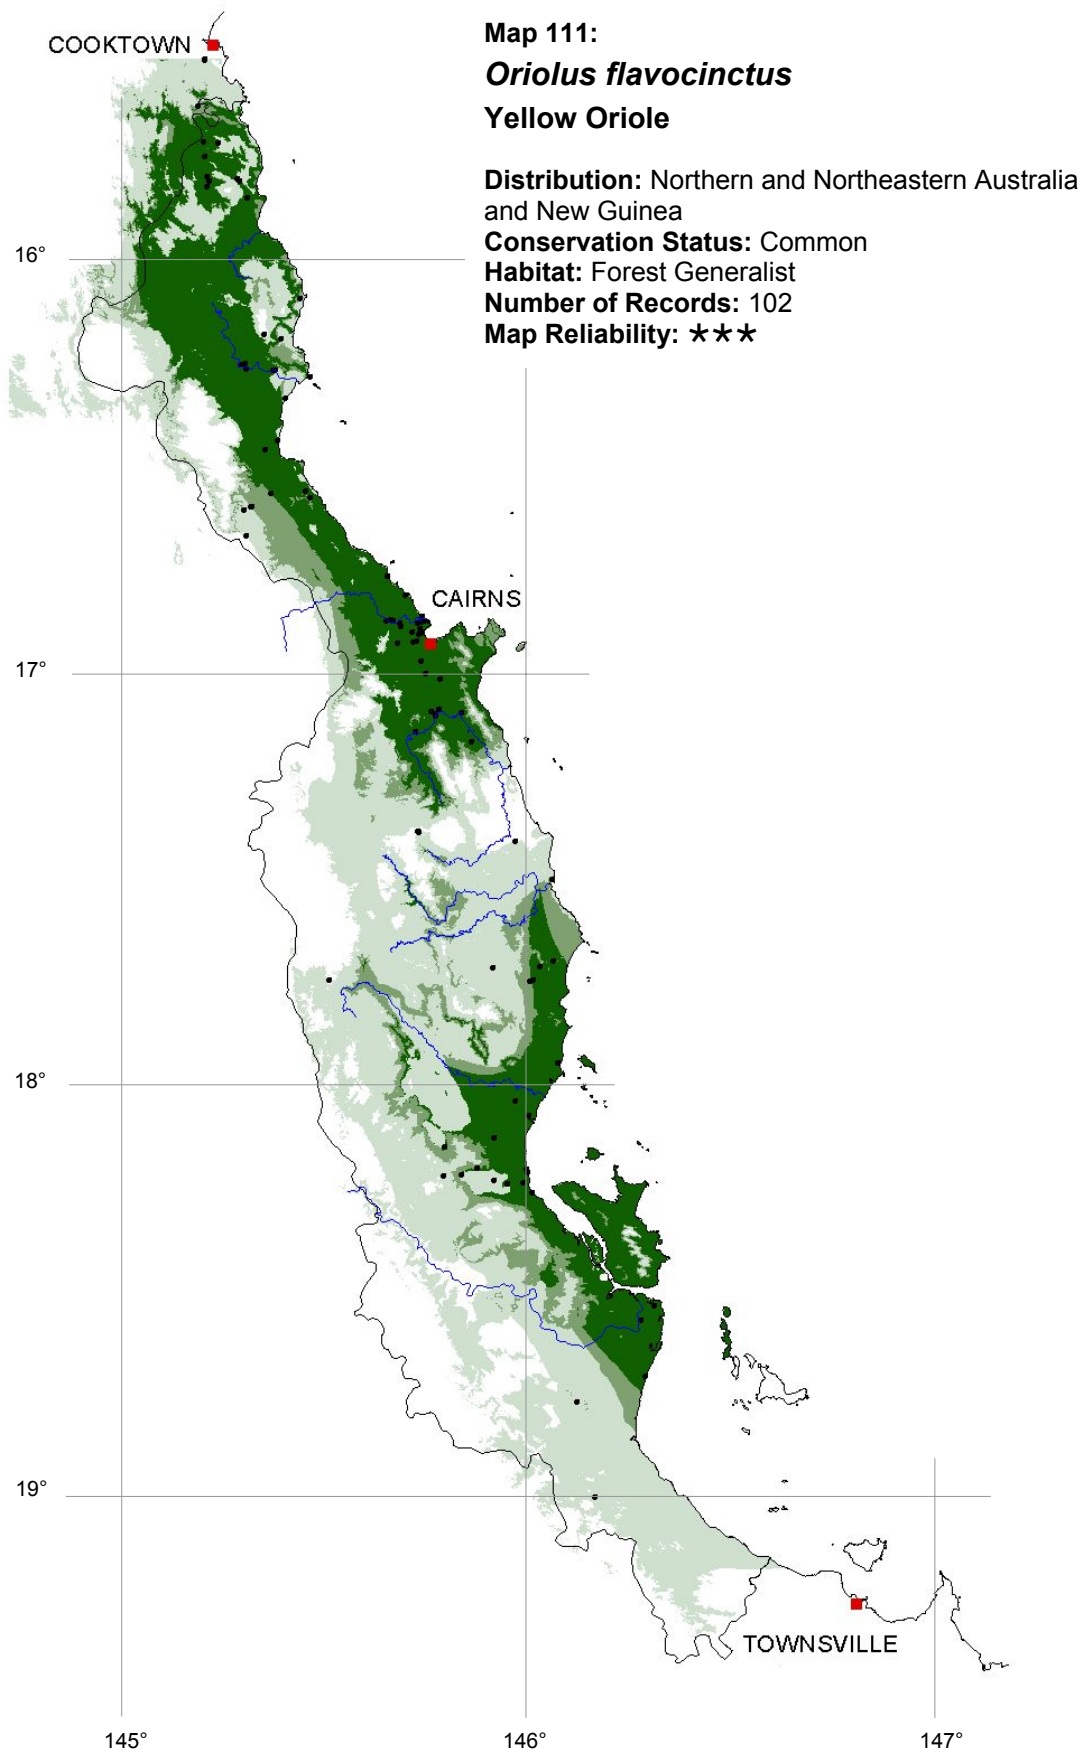 COOKTOWN
Map 111:
Oriolus flavocinctus
Yellow Oriole
Distribution: Northern and Northeastern Australia
and New Guinea
Conservation Status: Common
Habitat: Forest Generalist
Number of Records: 102
Map Reliability: ***
16°
CAIRNS
17°
18°
19°
TOWNSVILLE
145°
146°
147°